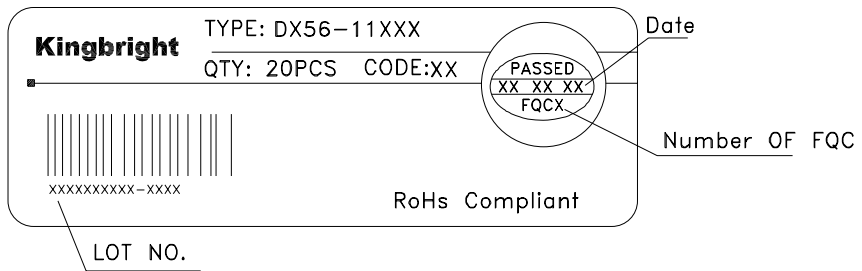 Kingbright
TYPE: DX56-11XXX
QTY: 20PCS CODE:XX
PASSED
XX XX XX
FQCX
Date
Number OF FQC
XXXXXXXXXX-XXXX
RoHs Compliant
LOT NO.